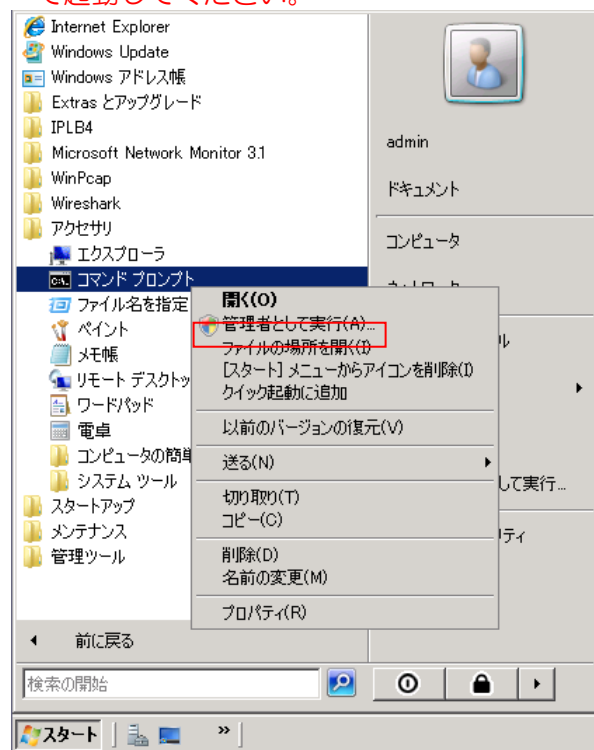 で起動してください。
Internet Explorer
Windows Update
Windows アドレス帳
Extras とアップグレード
IPLB4
Microsoft Network Monitor 3.1
WinPcap
Wireshark
アクセサリ
エクスプローラ
コマンド プロンプト
ファイル名を指定
ペイント
メモ帳
リモート デスクトッ
ワードパッド
電卓
コンピュータの簡単
システム ツール
スタートアップ
メンテナンス
管理ツール
前に戻る
検索の開始
スタート
admin
ドキュメント
コンピュータ
ル
して実行...
リティ
開く(O)
管理者として実行(A)...
ファイルの場所を開く(I)
[スタート] メニューからアイコンを削除(I)
クイック起動に追加
以前のバージョンの復元(V)
送る(N)
切り取り(T)
コピー(C)
削除(D)
名前の変更(M)
プロパティ(R)